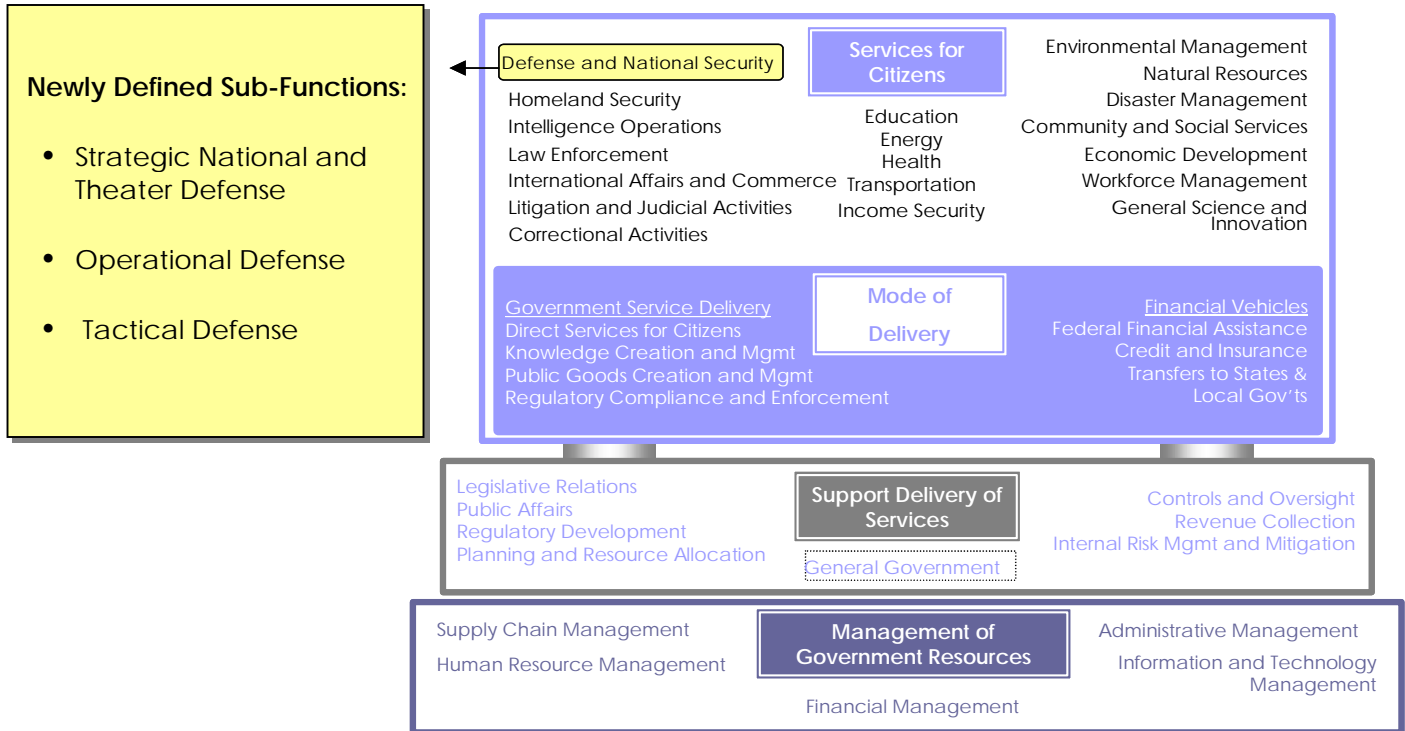 Newly Defined Sub-Functions:
• Strategic National and
Theater Defense
• Operational Defense
• Tactical Defense
Defense and National Security
Homeland Security
Intelligence Operations
Law Enforcement
International Affairs and Commerce
Litigation and Judicial Activities
Correctional Activities
Services for
Citizens
Education
Energy
Health
Transportation
Income Security
Environmental Management
Natural Resources
Disaster Management
Community and Social Services
Economic Development
Workforce Management
General Science and
Innovation
Government Service Delivery
Direct Services for Citizens
Knowledge Creation and Mgmt
Public Goods Creation and Mgmt
Regulatory Compliance and Enforcement
Mode of
Delivery
Financial Vehicles
Federal Financial Assistance
Credit and Insurance
Transfers to States &
Local Gov'ts
Legislative Relations
Public Affairs
Regulatory Development
Planning and Resource Allocation
Support Delivery of
Services
General Government
Controls and Oversight
Revenue Collection
Internal Risk Mgmt and Mitigation
Supply Chain Management
Human Resource Management
Management of
Government Resources
Financial Management
Administrative Management
Information and Technology
Management